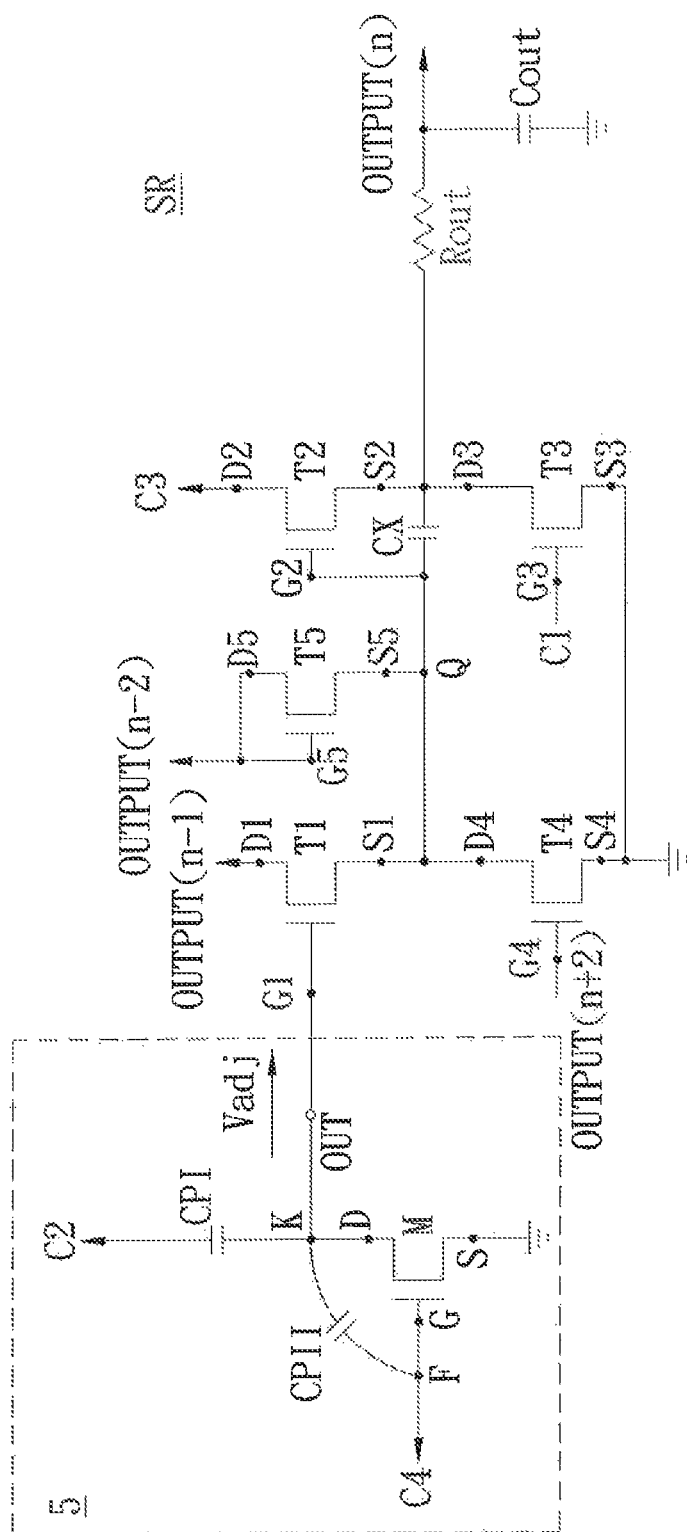 SR
5
C2
CPI
K
CPII
D
M
G
F
C4
S
Vadj
OUT
G1
OUTPUT(n-1)
D1
T1
S1
OUTPUT(n-2)
D5
T5
G5
S5
Q
D4
G4
T4
S4
OUTPUT(n+2)
C3
D2
T2
G2
S2
CX
D3
G3
T3
C1
S3
Rout
OUTPUT(n)
Cout